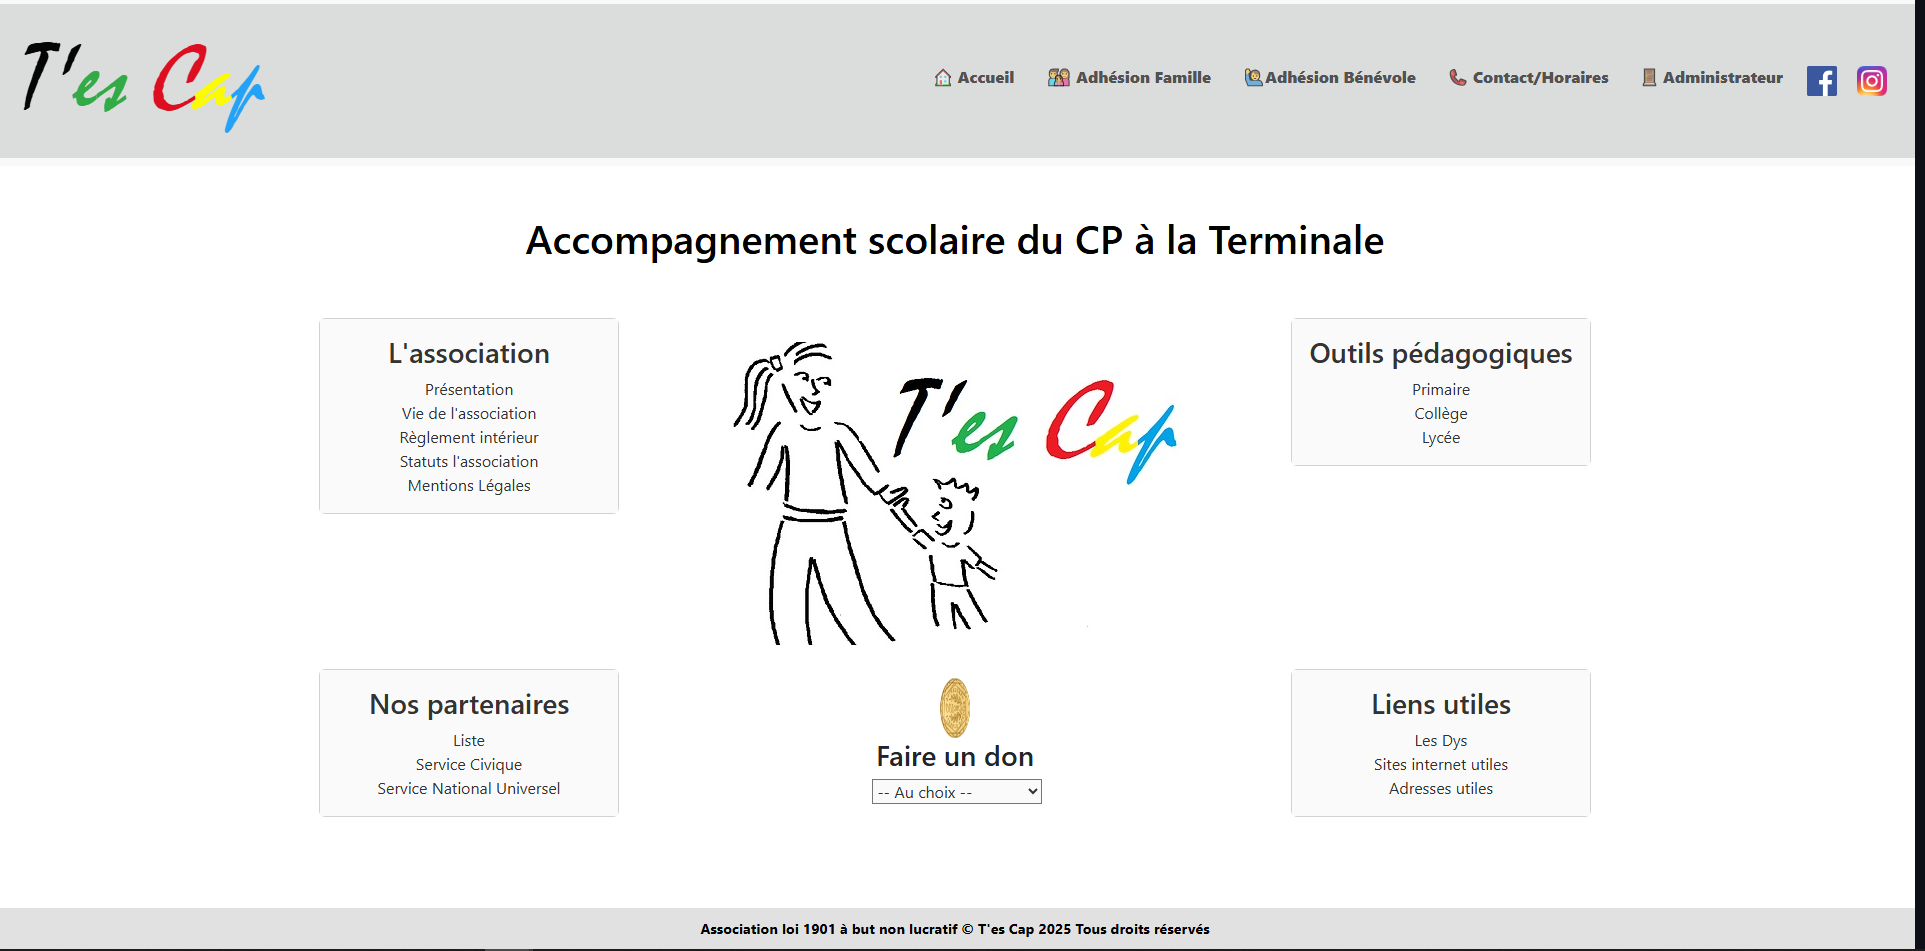 T'es Cap
Accueil
Adhésion Famille
Adhésion Bénévole
Contact/Horaires
Administrateur
Accompagnement scolaire du CP à la Terminale
L'association
Présentation
Vie de l'association
Règlement intérieur
Statuts l'association
Mentions Légales
T'es Cap
Outils pédagogiques
Primaire
Collège
Lycée
Nos partenaires
Liste
Service Civique
Service National Universel
Faire un don
-- Au choix --
Liens utiles
Les Dys
Sites internet utiles
Adresses utiles
Association loi 1901 à but non lucratif © T'es Cap 2025 Tous droits réservés